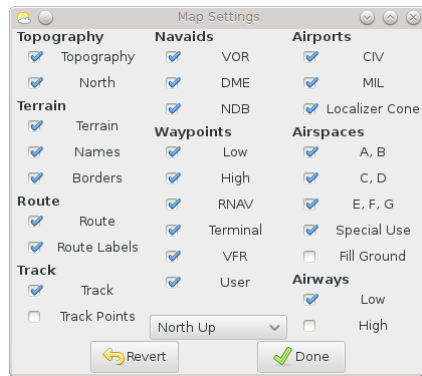 Map Settings
Topography
Topography
North
Terrain
Terrain
Names
Borders
Route
Route
Route Labels
Track
Track
Track Points
Navaids
VOR
DME
NDB
Waypoints
Low
High
RNAV
Terminal
VFR
User
North Up
Airports
CIV
MIL
Localizer Cone
Airspaces
A, B
C, D
E, F, G
Special Use
Fill Ground
Airways
Low
High
Revert
Done